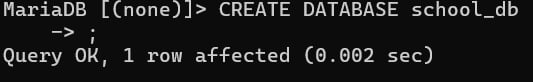 MariaDB [(none)]> CREATE DATABASE school_db
    -> ;
Query OK, 1 row affected (0.002 sec)